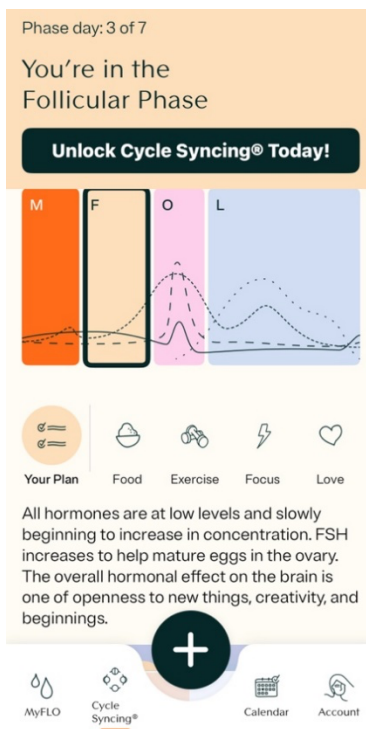 Phase day: 3 of 7
You're in the
Follicular Phase
Unlock Cycle Syncing® Today!
M F O L
Your Plan Food Exercise Focus Love
All hormones are at low levels and slowly
beginning to increase in concentration. FSH
increases to help mature eggs in the ovary.
The overall hormonal effect on the brain is
one of openness to new things, creativity, and
beginnings.
+
MyFLO Cycle Calendar Account
Syncing®